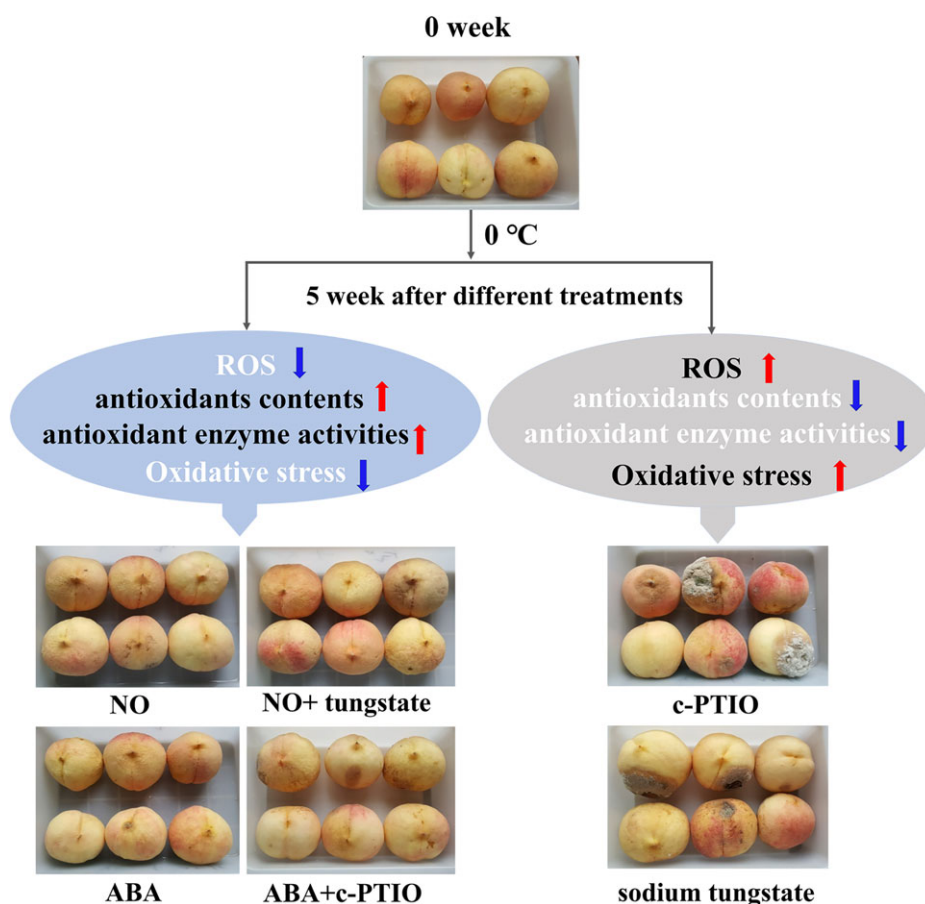 0 week
0 °C
5 week after different treatments
ROS
antioxidants contents
antioxidant enzyme activities
Oxidative stress
ROS
antioxidants contents
antioxidant enzyme activities
Oxidative stress
NO
NO+ tungstate
c-PTIO
ABA
ABA+c-PTIO
sodium tungstate